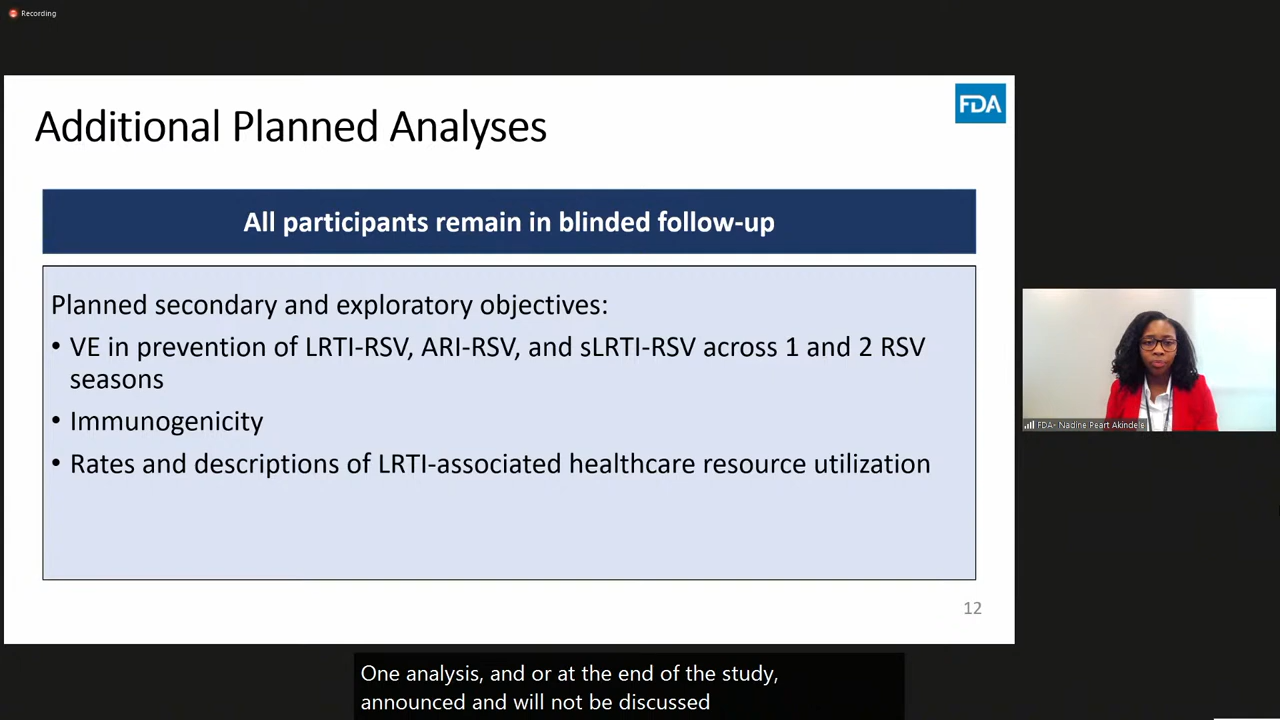 Recording
FDA
Additional Planned Analyses
All participants remain in blinded follow-up
Planned secondary and exploratory objectives:
• VE in prevention of LRTI-RSV, ARI-RSV, and sLRTI-RSV across 1 and 2 RSV
seasons
• Immunogenicity
• Rates and descriptions of LRTI-associated healthcare resource utilization
12
FDA- Nadine Peart Akindele
One analysis, and or at the end of the study,
announced and will not be discussed